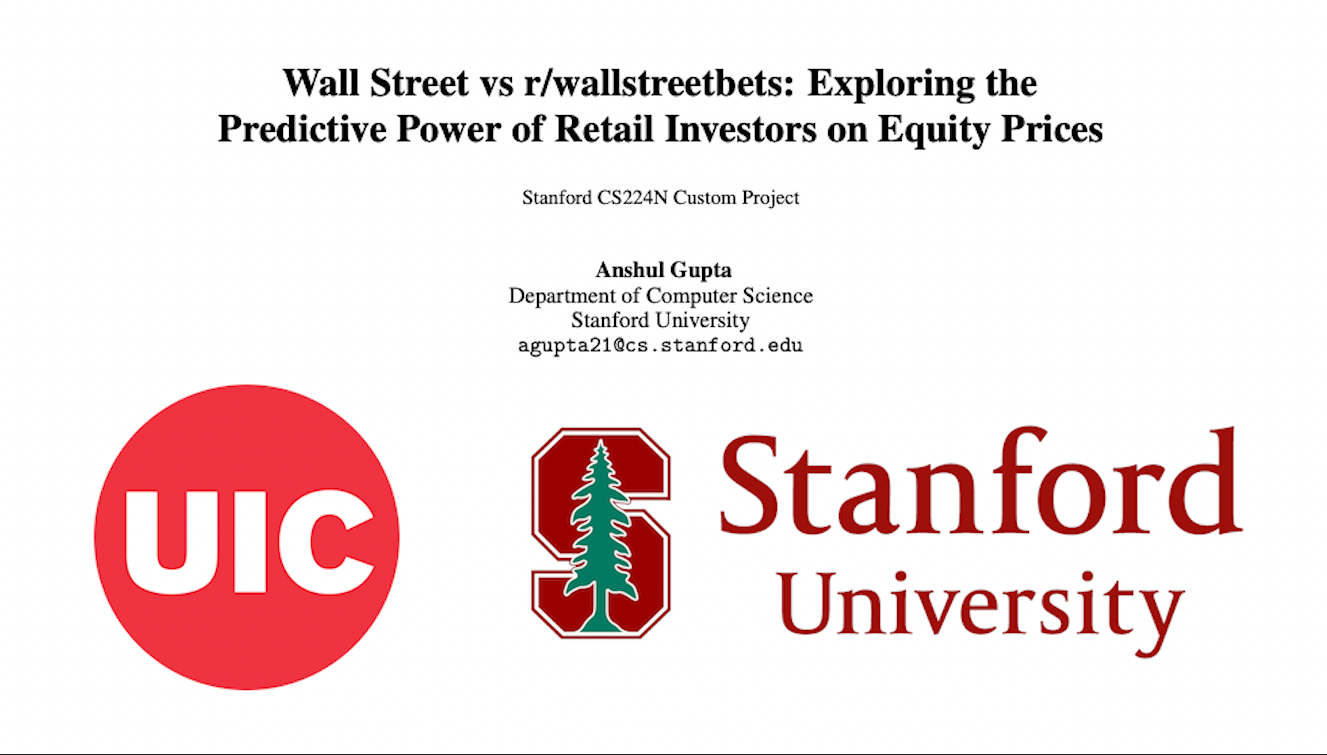 Wall Street vs r/wallstreetbets: Exploring the
Predictive Power of Retail Investors on Equity Prices
Stanford CS224N Custom Project
Anshul Gupta
Department of Computer Science
Stanford University
agupta21@cs.stanford.edu
UIC
Stanford
University